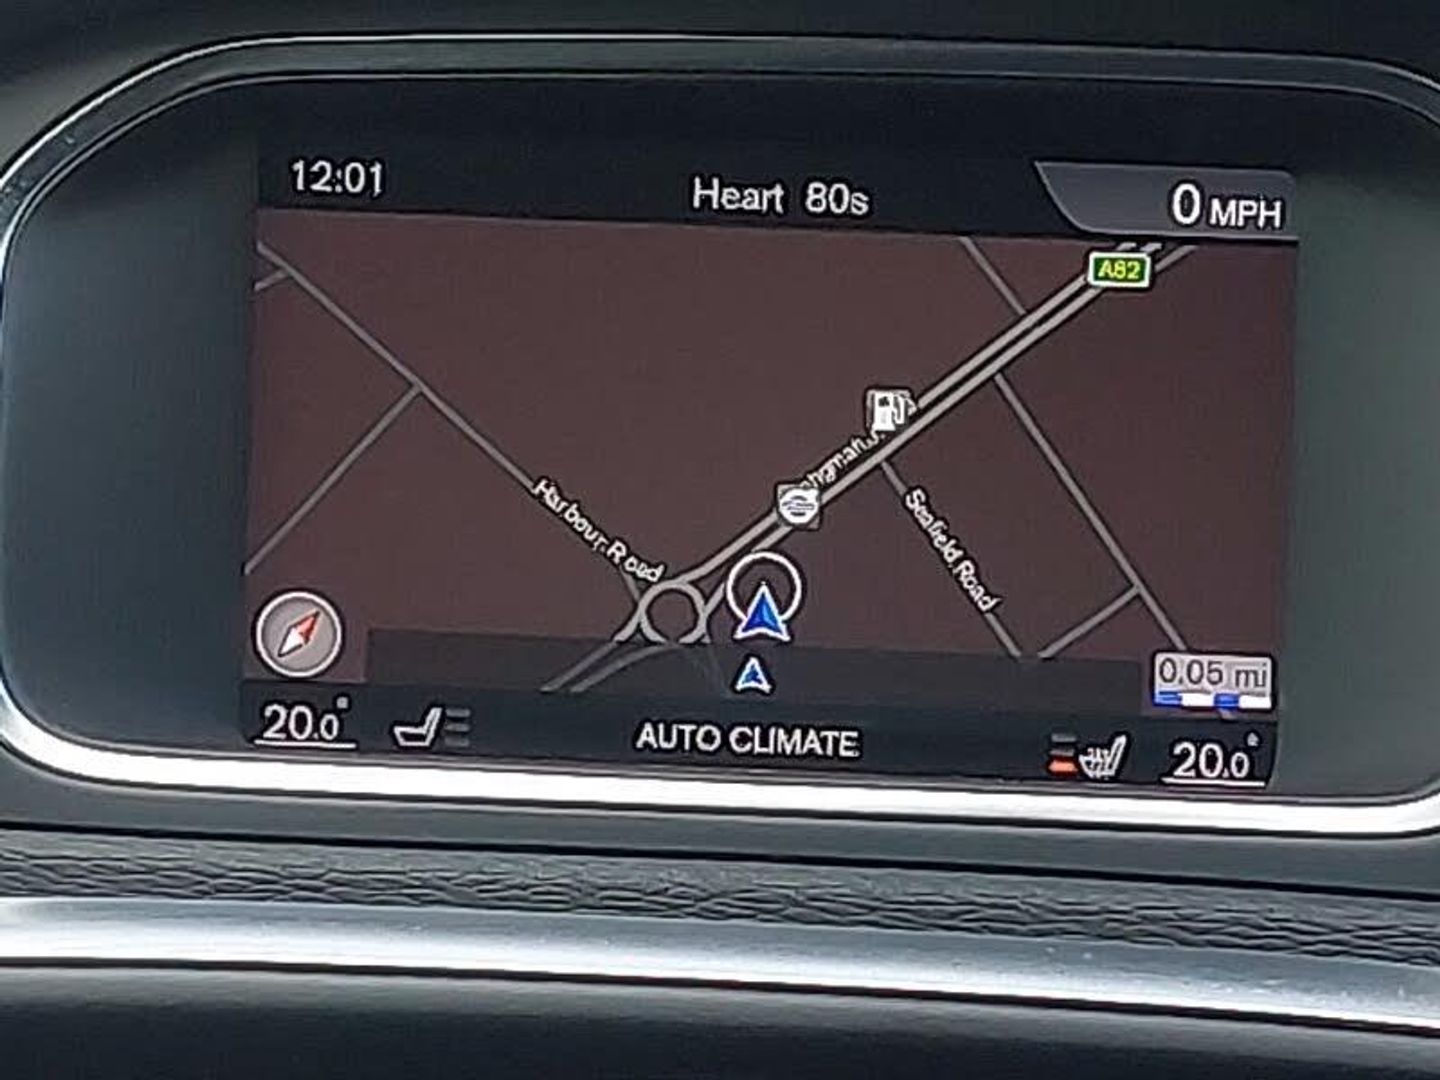 12:01
Heart 80s
0 MPH
A82
Harbour Road
Seafield Road
0.05 mi
20.0°
AUTO CLIMATE
20.0°